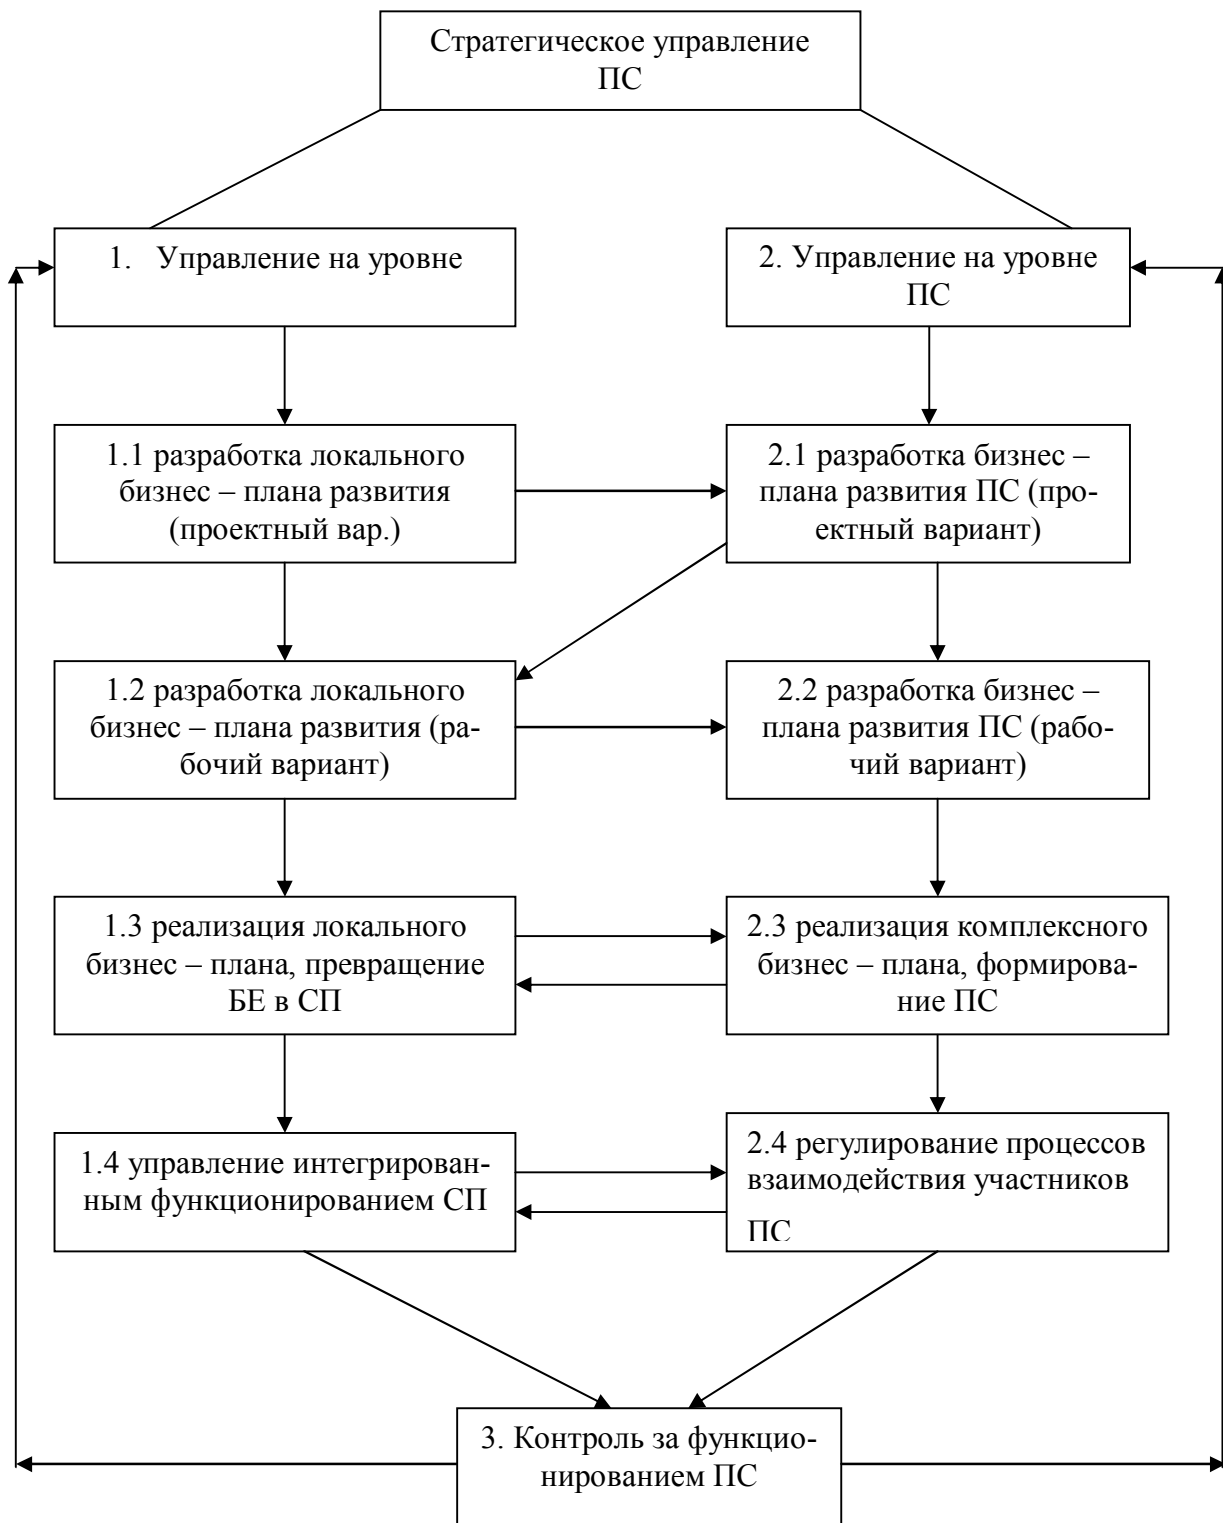 Стратегическое управление
ПС
1. Управление на уровне
2. Управление на уровне
ПС
1.1 разработка локального
бизнес – плана развития
(проектный вар.)
2.1 разработка бизнес –
плана развития ПС (про-
ектный вариант)
1.2 разработка локального
бизнес – плана развития (ра-
бочий вариант)
2.2 разработка бизнес –
плана развития ПС (рабо-
чий вариант)
1.3 реализация локального
бизнес – плана, превращение
БЕ в СП
2.3 реализация комплексного
бизнес – плана, формирова-
ние ПС
1.4 управление интегрирован-
ным функционированием СП
2.4 регулирование процессов
взаимодействия участников
ПС
3. Контроль за функцио-
нированием ПС